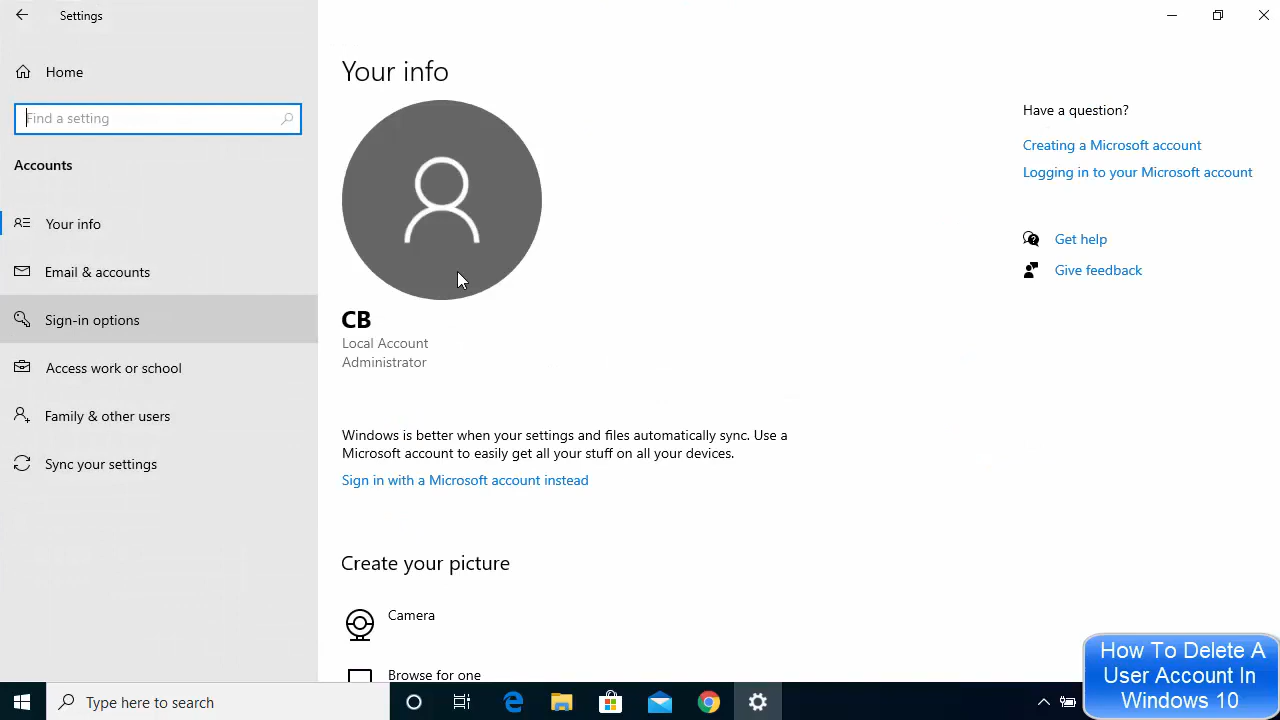 Settings
Home
Find a setting
Accounts
Your info
Email & accounts
Sign-in options
Access work or school
Family & other users
Sync your settings
Your info
CB
Local Account
Administrator
Windows is better when your settings and files automatically sync. Use a
Microsoft account to easily get all your stuff on all your devices.
Sign in with a Microsoft account instead
Create your picture
Camera
Browse for one
Have a question?
Creating a Microsoft account
Logging in to your Microsoft account
Get help
Give feedback
Type here to search
How To Delete A
User Account In
Windows 10